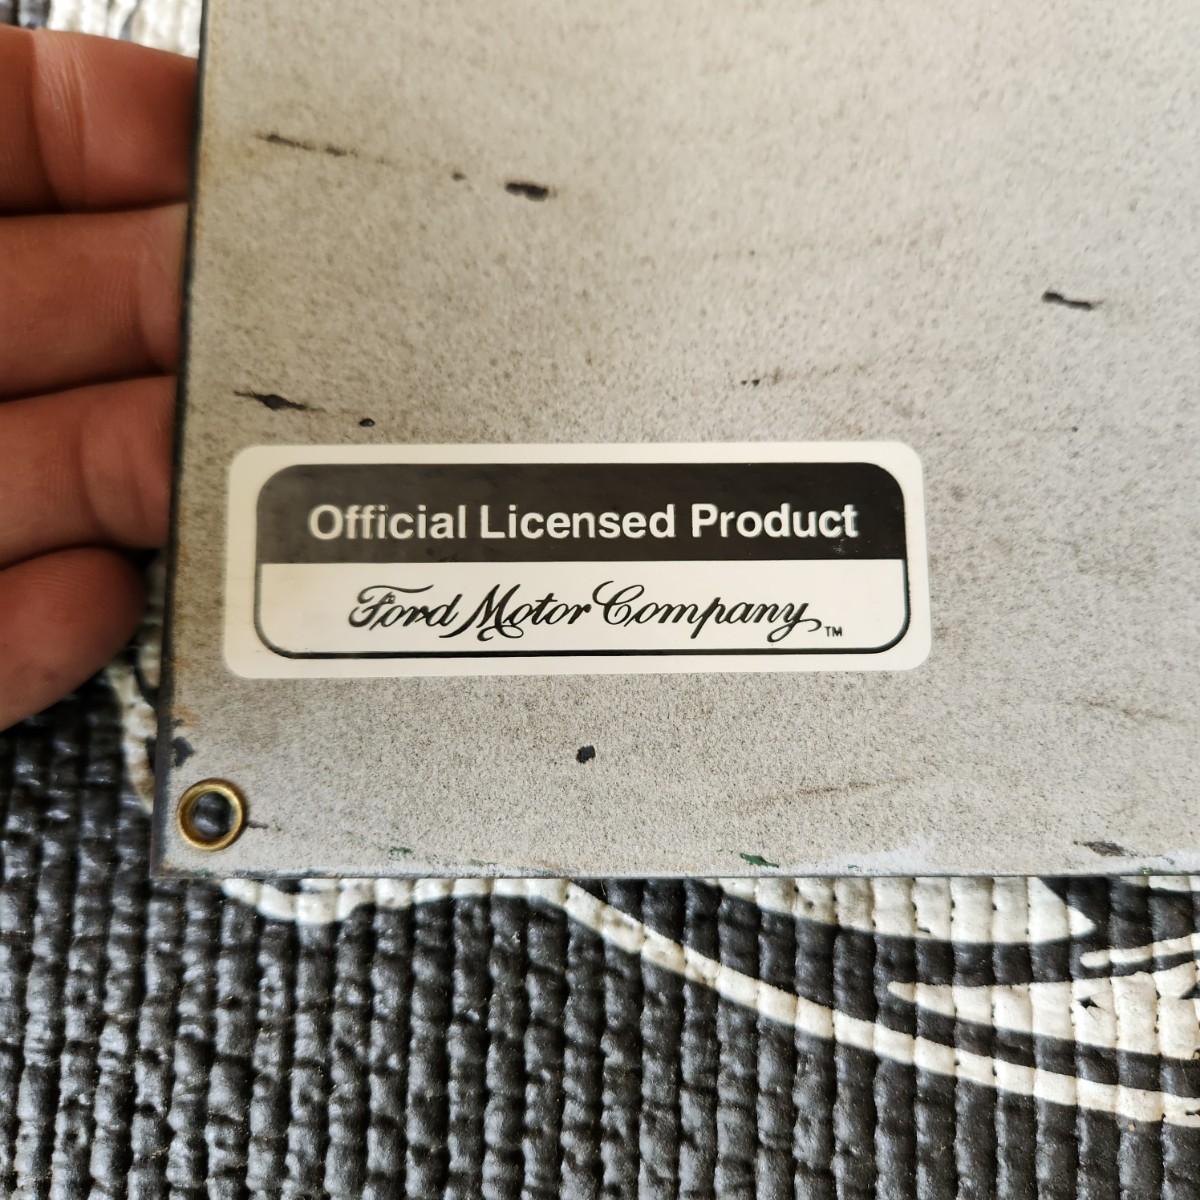 Official Licensed Product
Ford Motor Company™